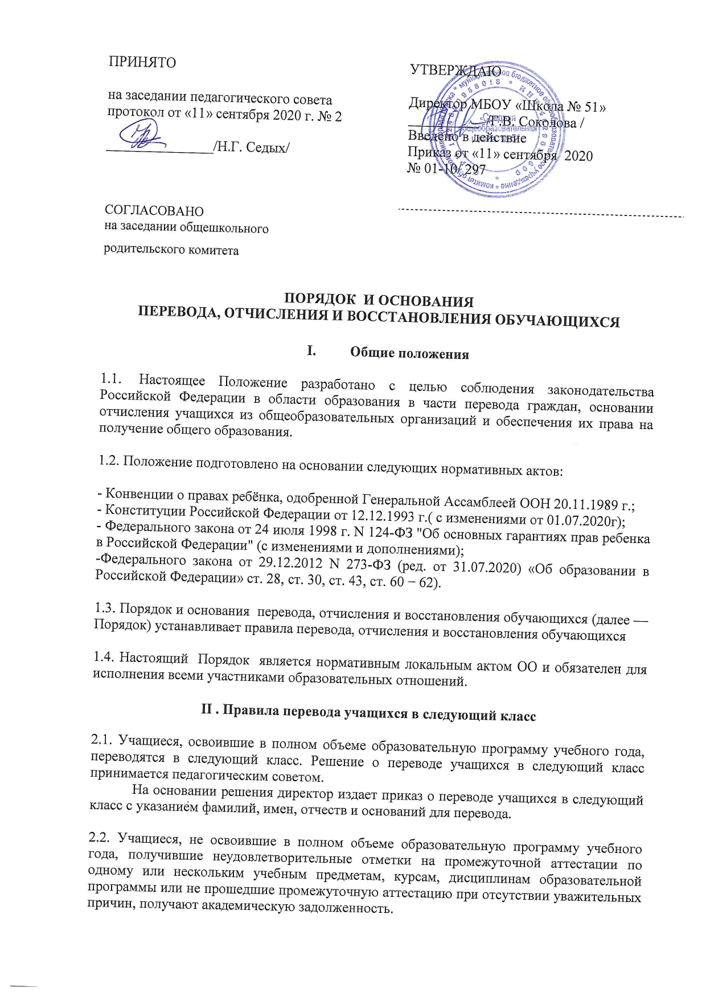 ПРИНЯТО
на заседании педагогического совета
протокол от «11» сентября 2020 г. № 2
_______________/Н.Г. Седых/
УТВЕРЖДАЮ
Директор МБОУ «Школа № 51»
___________/Г.В. Соколова /
Введено в действие
Приказ от «11» сентября 2020
№ 01-10/ 297
СОГЛАСОВАНО
на заседании общешкольного
родительского комитета
ПОРЯДОК И ОСНОВАНИЯ
ПЕРЕВОДА, ОТЧИСЛЕНИЯ И ВОССТАНОВЛЕНИЯ ОБУЧАЮЩИХСЯ
I. Общие положения
1.1. Настоящее Положение разработано с целью соблюдения законодательства
Российской Федерации в области образования в части перевода граждан, основании
отчисления учащихся из общеобразовательных организаций и обеспечения их права на
получение общего образования.
1.2. Положение подготовлено на основании следующих нормативных актов:
- Конвенции о правах ребёнка, одобренной Генеральной Ассамблеей ООН 20.11.1989 г.;
- Конституции Российской Федерации от 12.12.1993 г.( с изменениями от 01.07.2020г);
- Федерального закона от 24 июля 1998 г. N 124-ФЗ "Об основных гарантиях прав ребенка
в Российской Федерации" (с изменениями и дополнениями);
-Федерального закона от 29.12.2012 N 273-ФЗ (ред. от 31.07.2020) «Об образовании в
Российской Федерации» ст. 28, ст. 30, ст. 43, ст. 60 – 62).
1.3. Порядок и основания перевода, отчисления и восстановления обучающихся (далее —
Порядок) устанавливает правила перевода, отчисления и восстановления обучающихся
1.4. Настоящий Порядок является нормативным локальным актом ОО и обязателен для
исполнения всеми участниками образовательных отношений.
II . Правила перевода учащихся в следующий класс
2.1. Учащиеся, освоившие в полном объеме образовательную программу учебного года,
переводятся в следующий класс. Решение о переводе учащихся в следующий класс
принимается педагогическим советом.
На основании решения директор издает приказ о переводе учащихся в следующий
класс с указанием фамилий, имен, отчеств и оснований для перевода.
2.2. Учащиеся, не освоившие в полном объеме образовательную программу учебного
года, получившие неудовлетворительные отметки на промежуточной аттестации по
одному или нескольким учебным предметам, курсам, дисциплинам образовательной
программы или не прошедшие промежуточную аттестацию при отсутствии уважительных
причин, получают академическую задолженность.